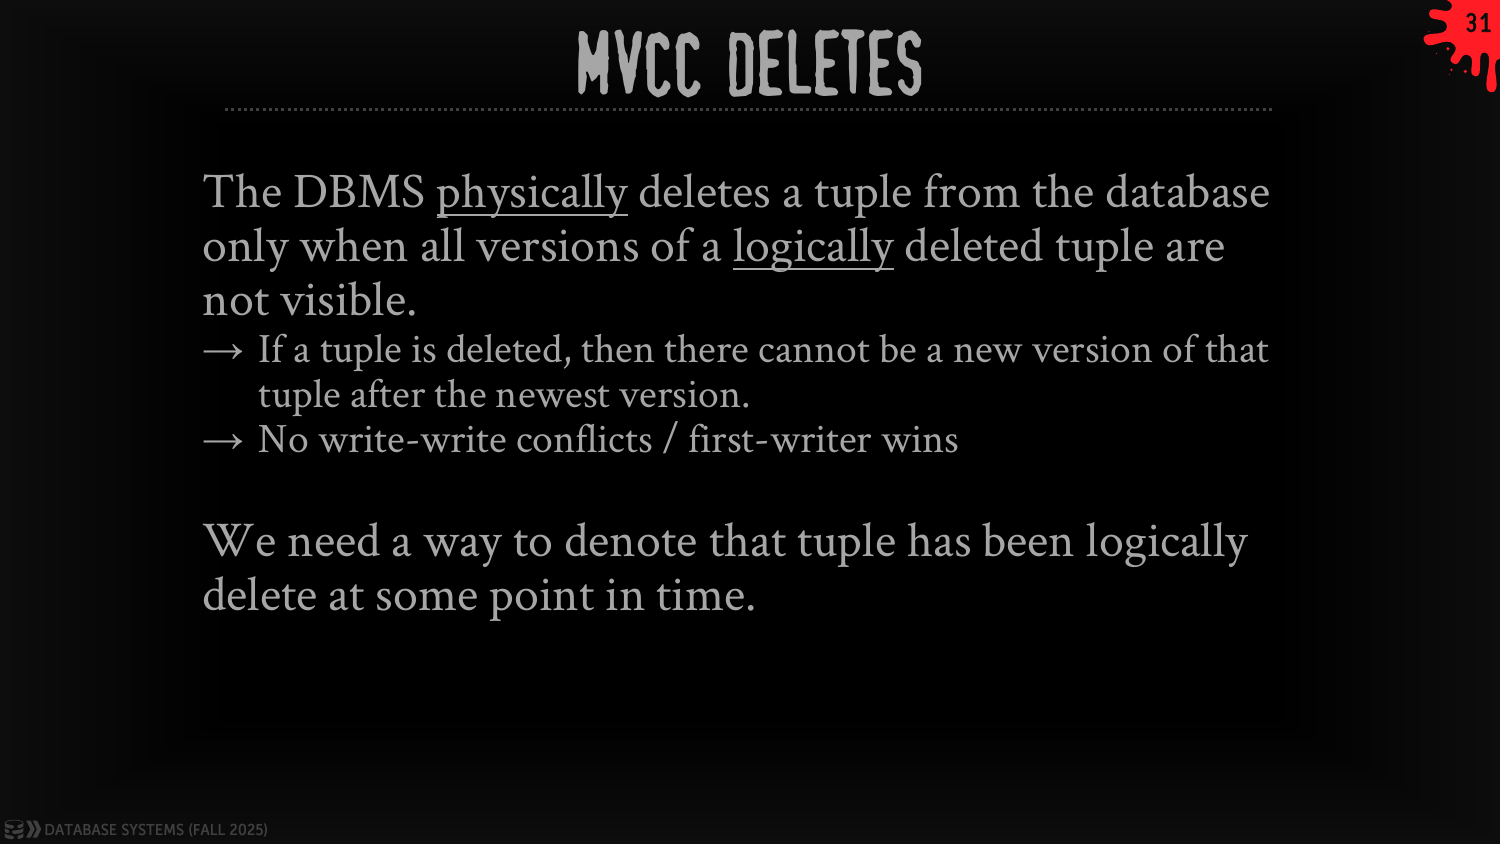 31
MVCC DELETES
The DBMS physically deletes a tuple from the database
only when all versions of a logically deleted tuple are
not visible.
→ If a tuple is deleted, then there cannot be a new version of that
tuple after the newest version.
→ No write-write conflicts / first-writer wins
We need a way to denote that tuple has been logically
delete at some point in time.
DATABASE SYSTEMS (FALL 2025)